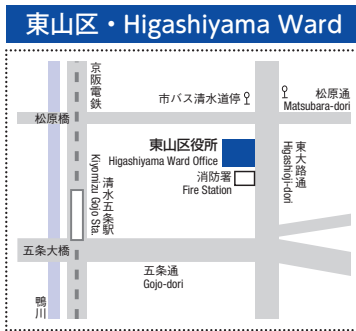 東山区・Higashiyama Ward
京阪電鉄
市バス清水道停
松原通
Matsubara-dori
松原橋
東山区役所
Higashiyama Ward Office
消防署
Fire Station
東大路通
Higashioji-dori
清水五条駅
Kiyomizu Gojo Sta.
五条大橋
五条通
Gojo-dori
鴨川